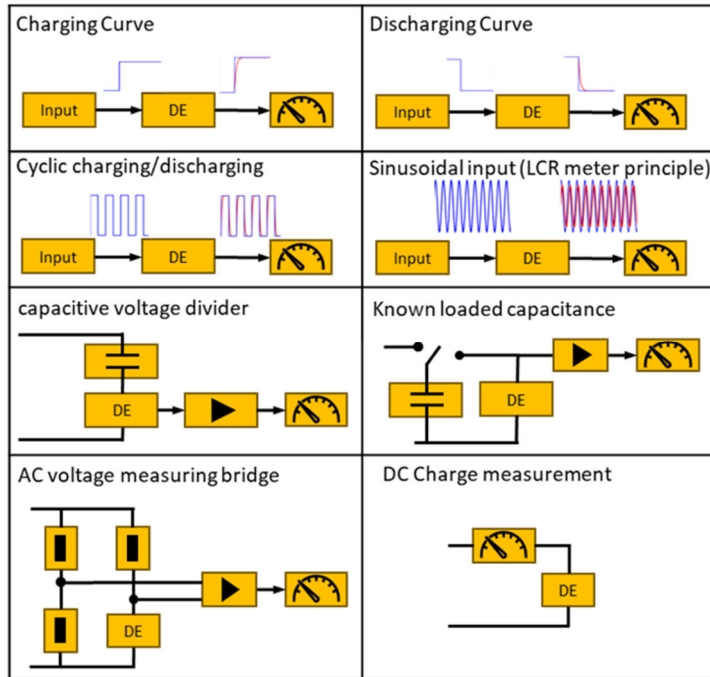 Charging Curve
Input
DE
Discharging Curve
Input
DE
Cyclic charging/discharging
Input
DE
Sinusoidal input (LCR meter principle)
Input
DE
capacitive voltage divider
DE
Known loaded capacitance
DE
AC voltage measuring bridge
DE
DC Charge measurement
DE